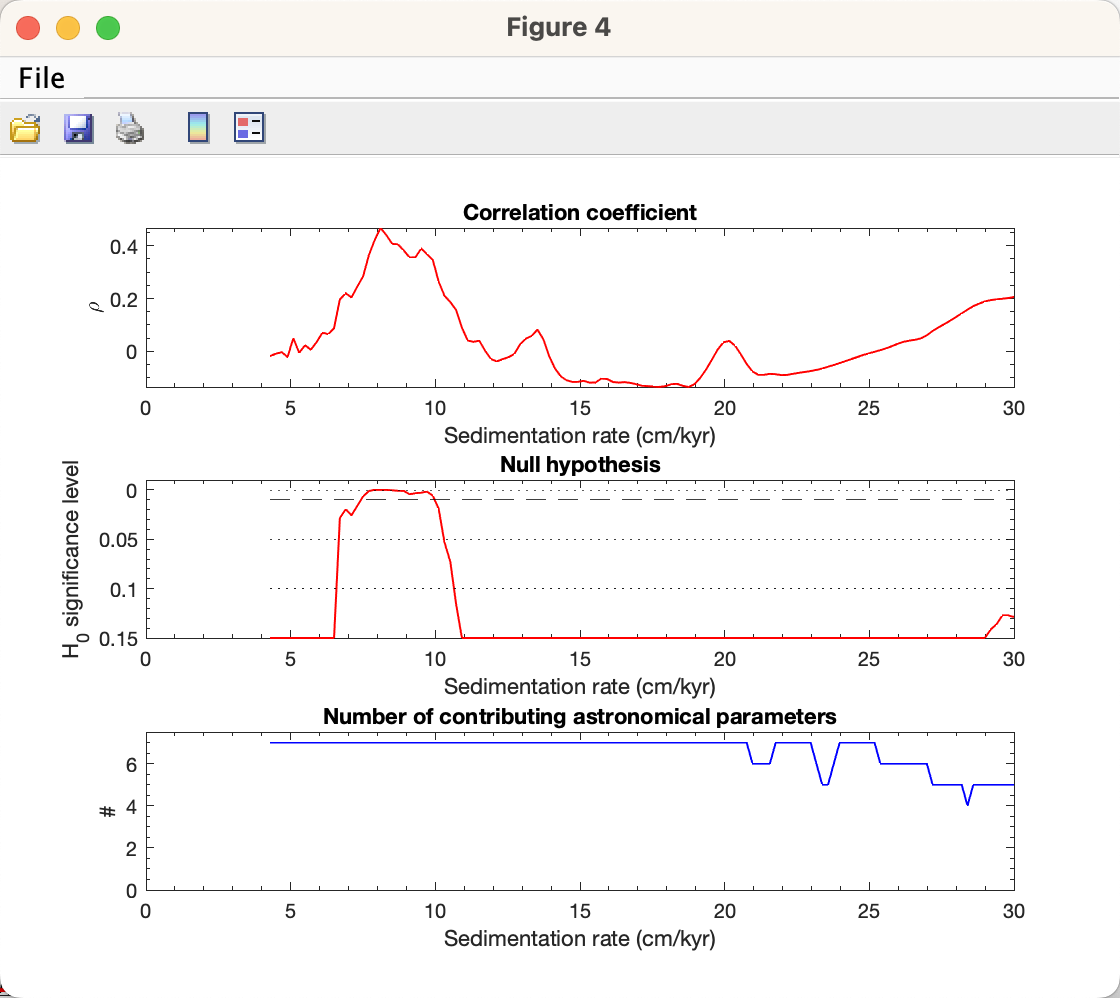 Figure 4
File
Correlation coefficient
0.4
0.2
0
ρ
0 5 10 15 20 25 30
Sedimentation rate (cm/kyr)
Null hypothesis
0
0.05
0.1
0.15
H0 significance level
0 5 10 15 20 25 30
Sedimentation rate (cm/kyr)
Number of contributing astronomical parameters
6
4
2
0
#
0 5 10 15 20 25 30
Sedimentation rate (cm/kyr)